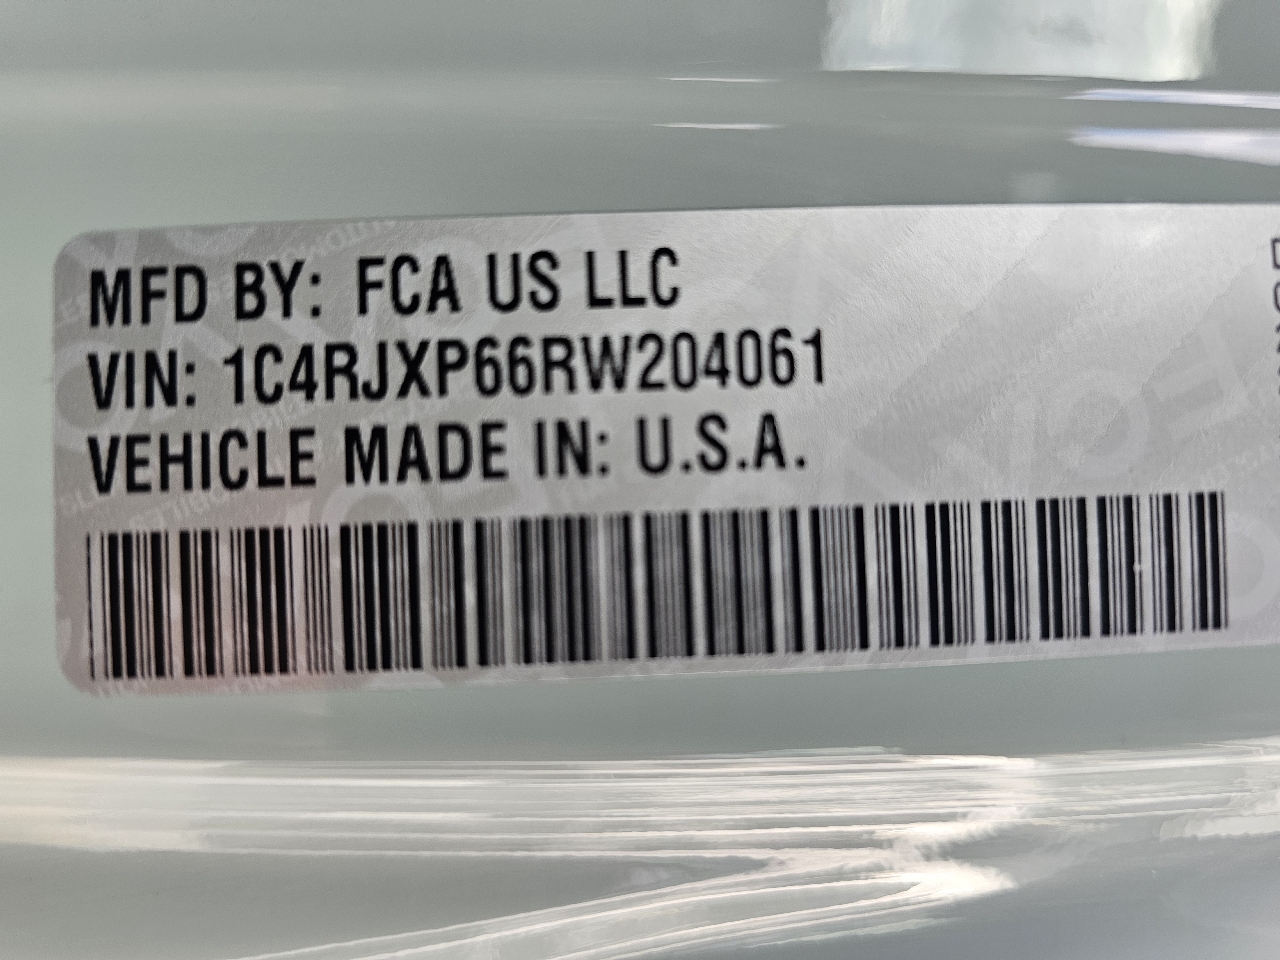 MFD BY: FCA US LLC
VIN: 1C4RJXP66RW204061
VEHICLE MADE IN: U.S.A.